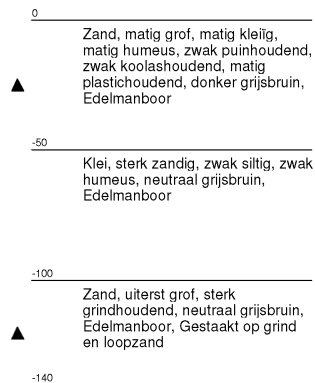 0
Zand, matig grof, matig kleiïg,
matig humeus, zwak puinhoudend,
zwak koolashoudend, matig
plastichoudend, donker grijsbruin,
Edelmanboor
-50
Klei, sterk zandig, zwak siltig, zwak
humeus, neutraal grijsbruin,
Edelmanboor
-100
Zand, uiterst grof, sterk
grindhoudend, neutraal grijsbruin,
Edelmanboor, Gestaakt op grind
en loopzand
-140